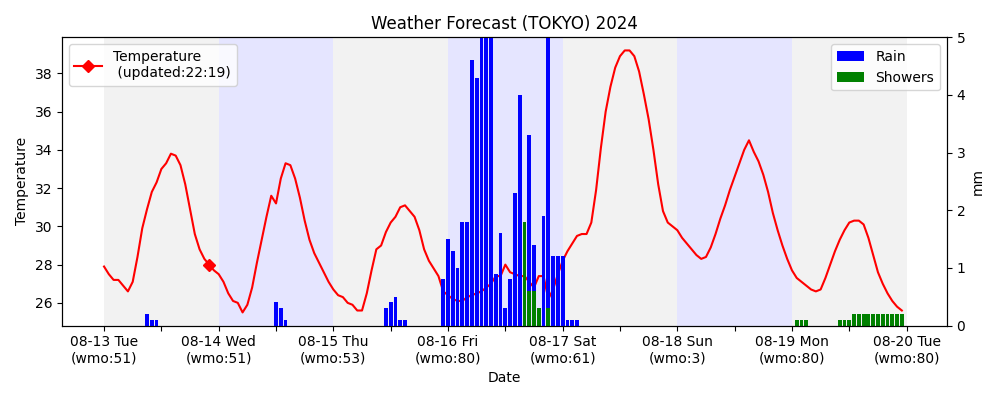 Weather Forecast (TOKYO) 2024
Temperature
(updated:22:19)
Rain
Showers
Temperature
38
36
34
32
30
28
26
5
4
3
2
1
0
mm
08-13 Tue
(wmo:51)
08-14 Wed
(wmo:51)
08-15 Thu
(wmo:53)
08-16 Fri
(wmo:80)
08-17 Sat
(wmo:61)
08-18 Sun
(wmo:3)
08-19 Mon
(wmo:80)
08-20 Tue
(wmo:80)
Date